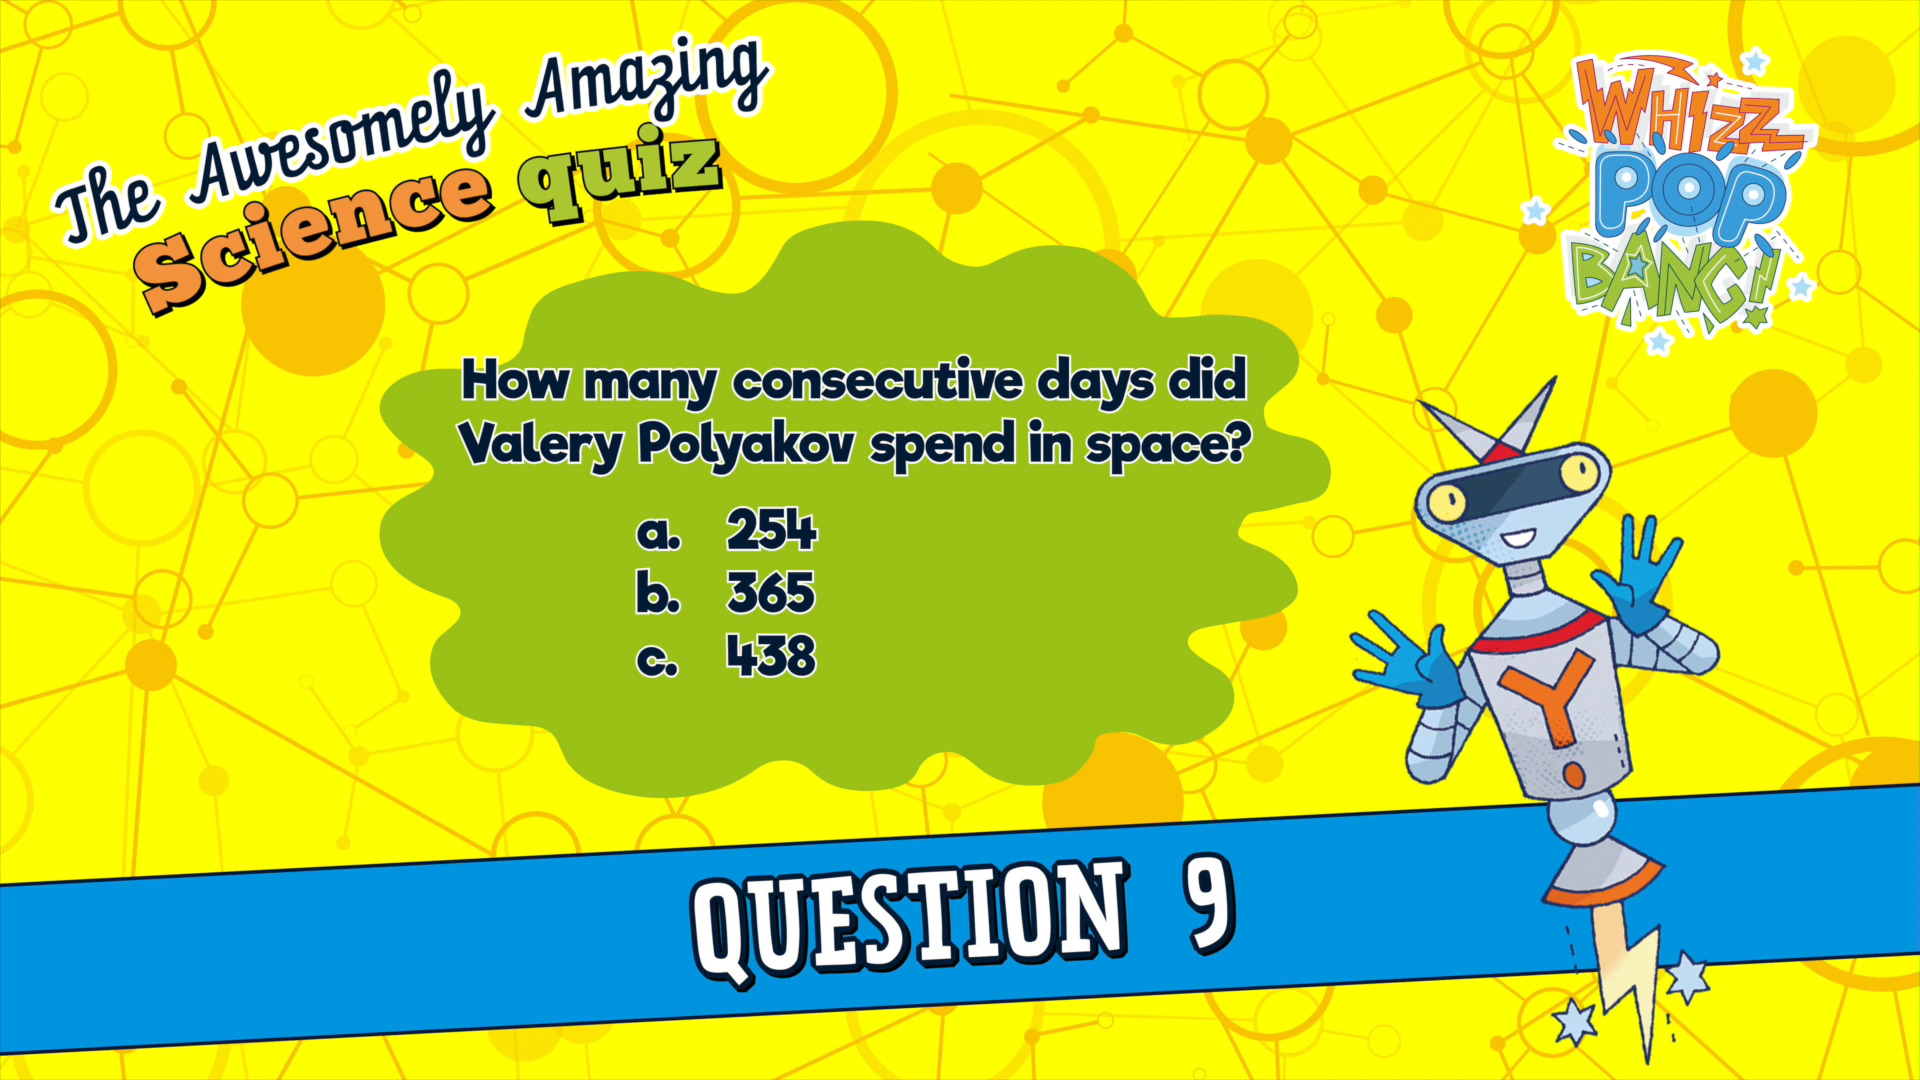 The Awesomely Amazing
Science quiz
WHIZZ
POP
BANG!
How many consecutive days did
Valery Polyakov spend in space?
a. 254
b. 365
c. 438
Y
QUESTION 9